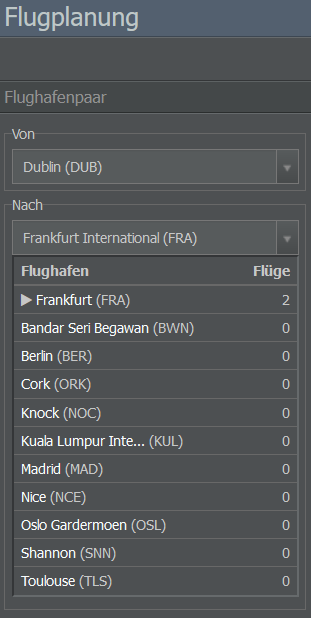 Flugplanung
Flughafenpaar
Von
Dublin (DUB)
Nach
Frankfurt International (FRA)
Flughafen Flüge
Frankfurt (FRA) 2
Bandar Seri Begawan (BWN) 0
Berlin (BER) 0
Cork (ORK) 0
Knock (NOC) 0
Kuala Lumpur Inte... (KUL) 0
Madrid (MAD) 0
Nice (NCE) 0
Oslo Gardermoen (OSL) 0
Shannon (SNN) 0
Toulouse (TLS) 0